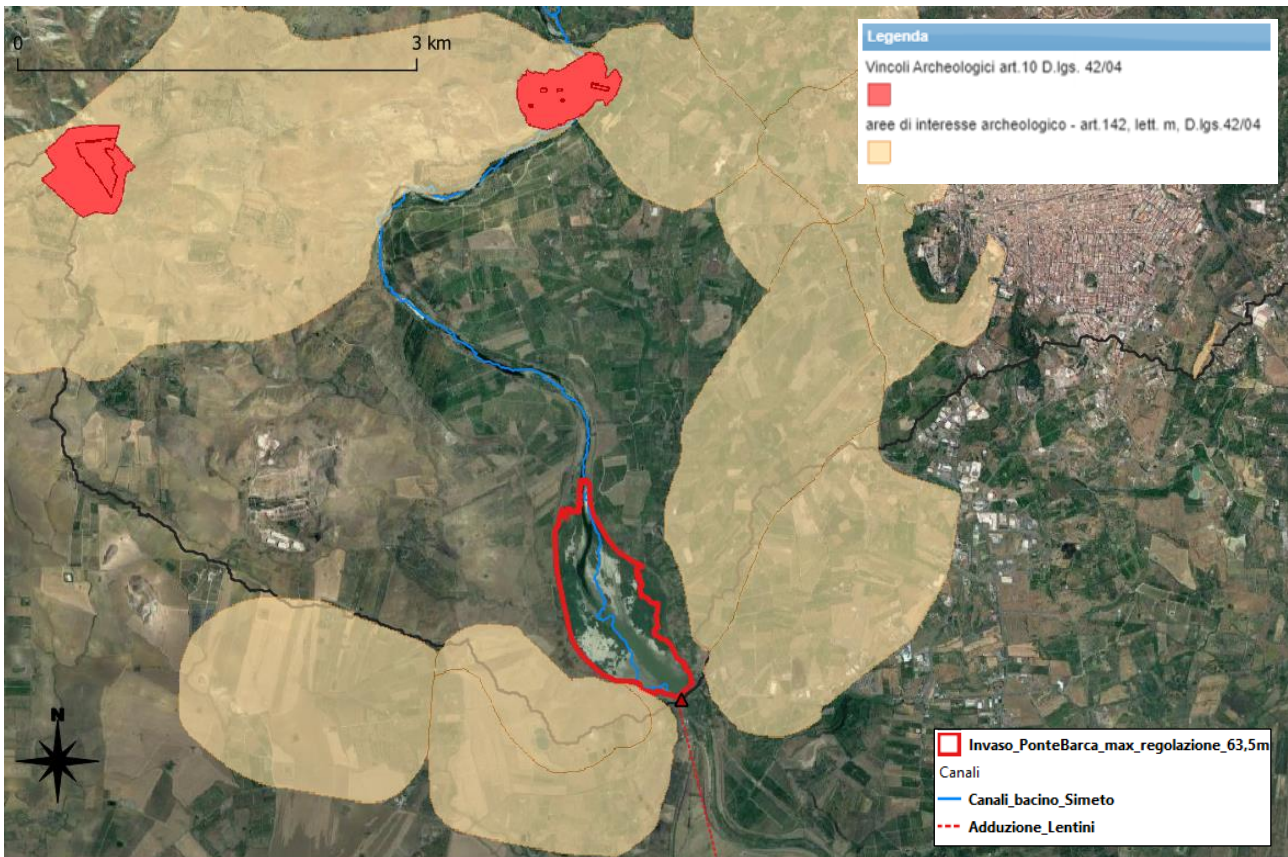 0
3 km
Legenda
Vincoli Archeologici art.10 D.lgs. 42/04
aree di interesse archeologico - art.142, lett. m, D.lgs.42/04
N
Invaso_PonteBarca_max_regolazione_63,5m
Canali
Canali_bacino_Simeto
Adduzione_Lentini